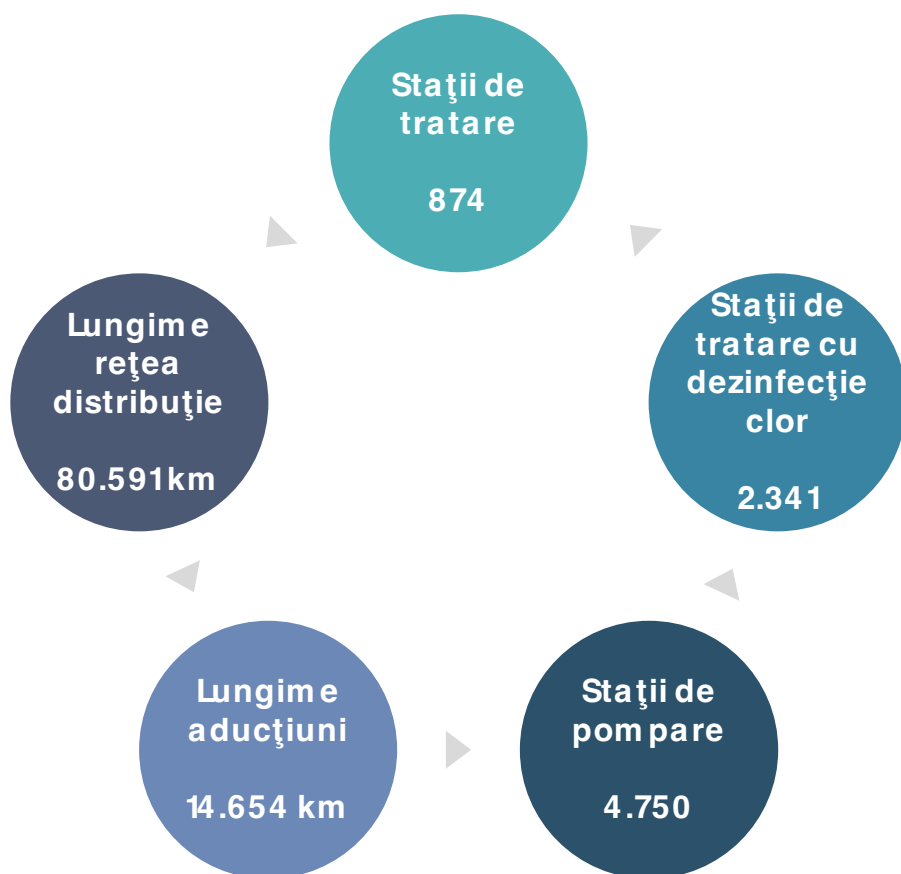 Staţii de
tratare
874
Staţii de
tratare cu
dezinfecţie
clor
2.341
Staţii de
pompare
4.750
Lungime
aducţiuni
14.654 km
Lungime
reţea
distribuţie
80.591km